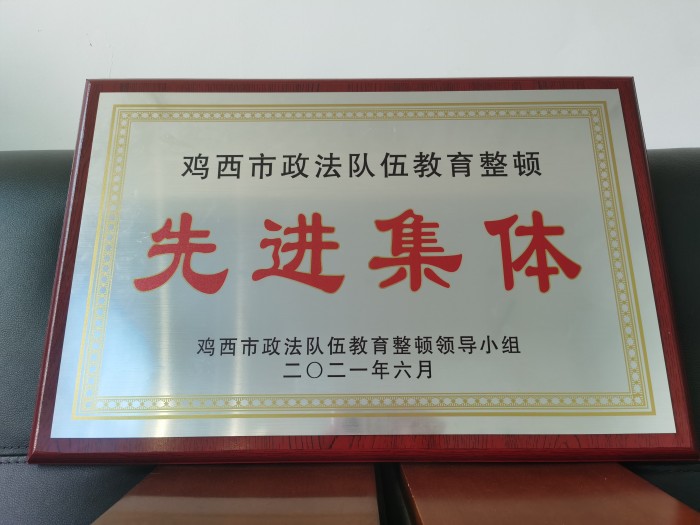 鸡西市政法队伍教育整顿
先进集体
鸡西市政法队伍教育整顿领导小组
二〇二一年六月